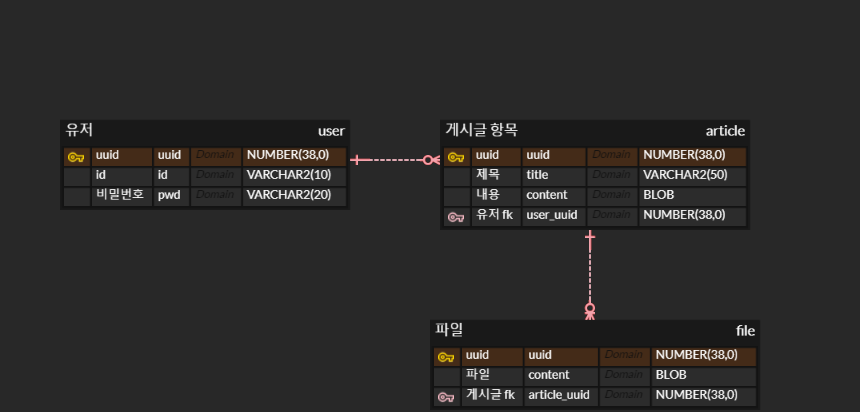 유저 user
uuid uuid Domain NUMBER(38,0)
id id Domain VARCHAR2(10)
비밀번호 pwd Domain VARCHAR2(20)
게시글 항목 article
uuid uuid Domain NUMBER(38,0)
제목 title Domain VARCHAR2(50)
내용 content Domain BLOB
유저 fk user_uuid Domain NUMBER(38,0)
파일 file
uuid uuid Domain NUMBER(38,0)
파일 content Domain BLOB
게시글 fk article_uuid Domain NUMBER(38,0)